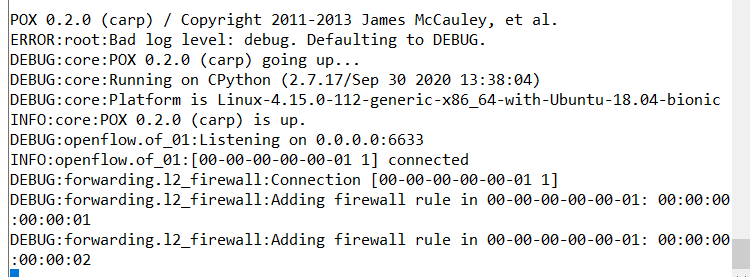 POX 0.2.0 (carp) / Copyright 2011-2013 James McCauley, et al.
ERROR:root:Bad log level: debug. Defaulting to DEBUG.
DEBUG:core:POX 0.2.0 (carp) going up...
DEBUG:core:Running on CPython (2.7.17/Sep 30 2020 13:38:04)
DEBUG:core:Platform is Linux-4.15.0-112-generic-x86_64-with-Ubuntu-18.04-bionic
INFO:core:POX 0.2.0 (carp) is up.
DEBUG:openflow.of_01:Listening on 0.0.0.0:6633
INFO:openflow.of_01:[00-00-00-00-00-01 1] connected
DEBUG:forwarding.l2_firewall:Connection [00-00-00-00-00-01 1]
DEBUG:forwarding.l2_firewall:Adding firewall rule in 00-00-00-00-00-01: 00:00:00
:00:00:01
DEBUG:forwarding.l2_firewall:Adding firewall rule in 00-00-00-00-00-01: 00:00:00
:00:00:02